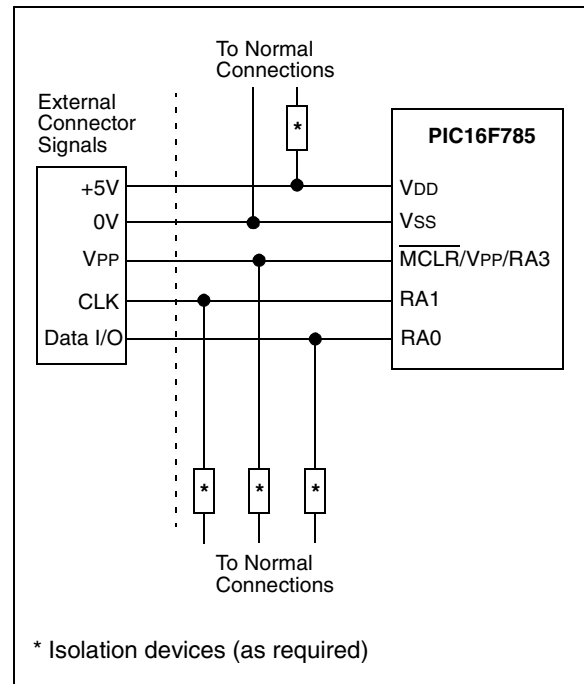 To Normal
Connections
External
Connector
Signals
*
PIC16F785
+5V
VDD
0V
VSS
VPP
MCLR/VPP/RA3
CLK
RA1
Data I/O
RA0
* * *
To Normal
Connections
* Isolation devices (as required)